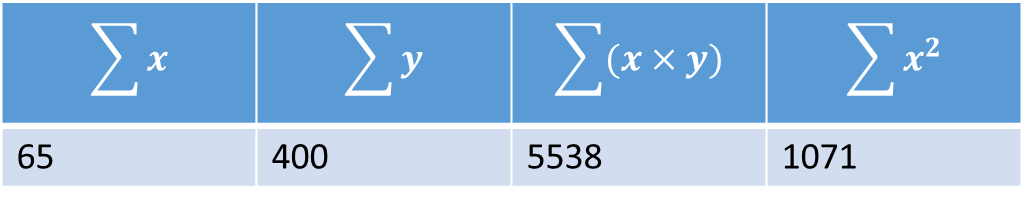 ∑ x ∑ y ∑(x × y) ∑ x²
65 400 5538 1071